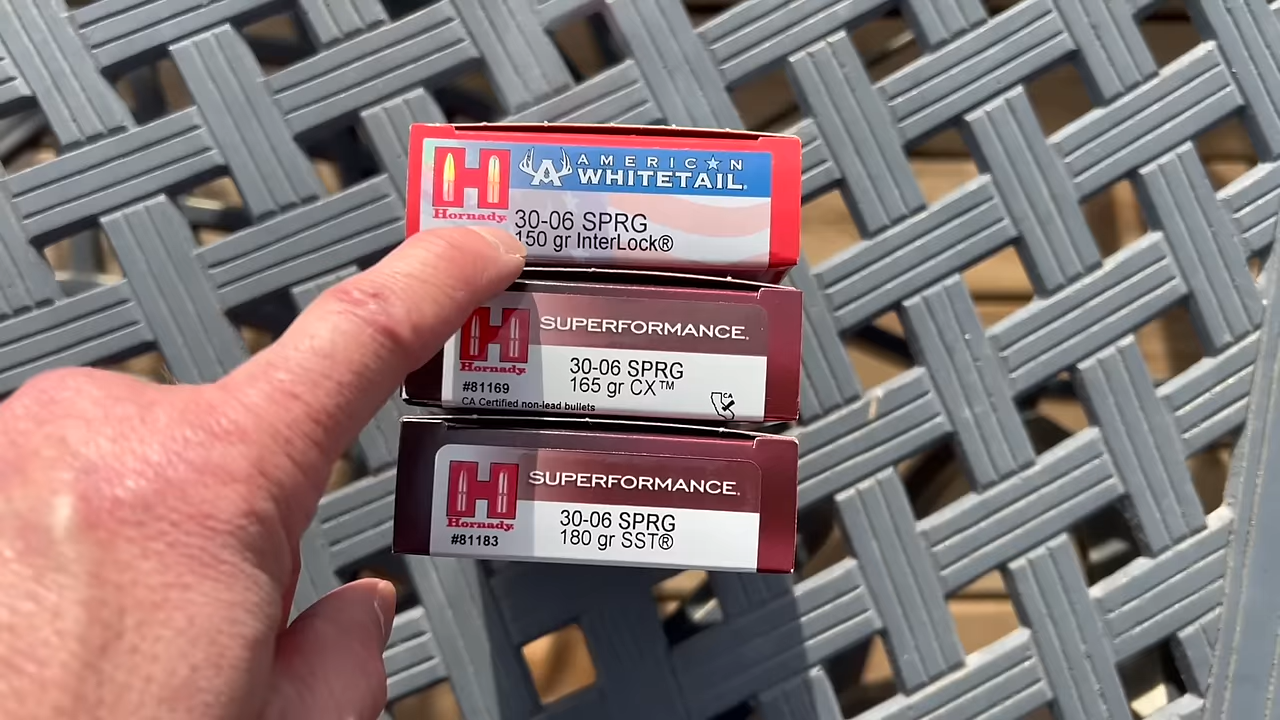 AMERICAN
WHITETAIL
Hornady
30-06 SPRG
150 gr InterLock®
SUPERFORMANCE
Hornady
30-06 SPRG
#81169
165 gr CX™
CA Certified non-lead bullets
CA
SUPERFORMANCE
Hornady
30-06 SPRG
#81183
180 gr SST®